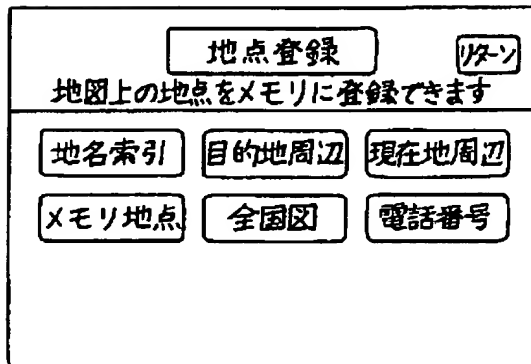 地点登録 リターン
地図上の地点をメモリに登録できます
地名索引 目的地周辺 現在地周辺
メモリ地点 全国図 電話番号